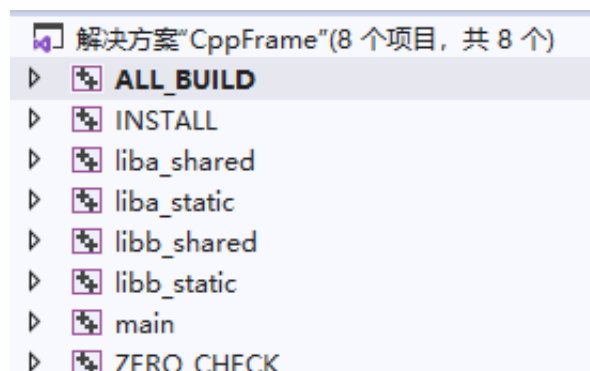 解决方案"CppFrame"(8 个项目，共 8 个)
ALL_BUILD
INSTALL
liba_shared
liba_static
libb_shared
libb_static
main
ZERO_CHECK